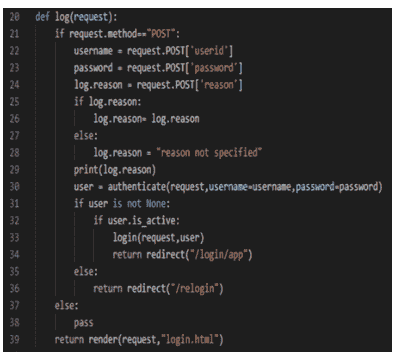 20 def log(request):
21     if request.method=="POST":
22         username = request.POST['userid']
23         password = request.POST['password']
24         log.reason = request.POST['reason']
25         if log.reason:
26             log.reason= log.reason
27         else:
28             log.reason = "reason not specified"
29         print(log.reason)
30         user = authenticate(request,username=username,password=password)
31         if user is not None:
32             if user.is_active:
33                 login(request,user)
34                 return redirect("/login/app")
35         else:
36             return redirect("/relogin")
37     else:
38         pass
39     return render(request,"login.html")